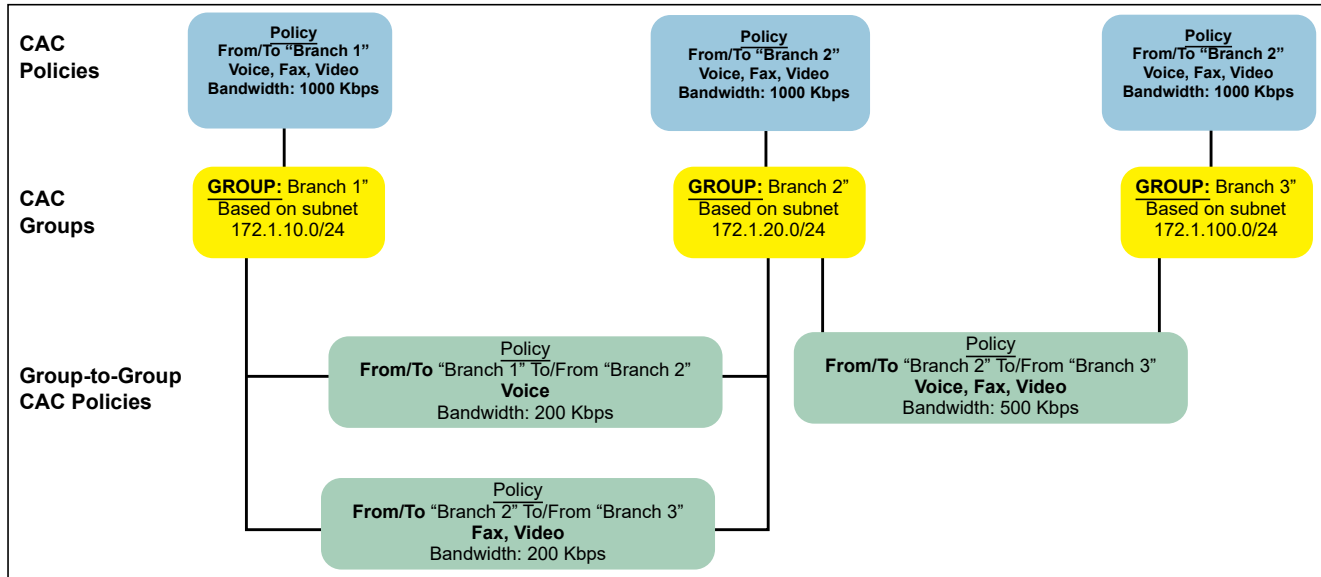 CAC
Policies
Policy
From/To “Branch 1”
Voice, Fax, Video
Bandwidth: 1000 Kbps
Policy
From/To “Branch 2”
Voice, Fax, Video
Bandwidth: 1000 Kbps
Policy
From/To “Branch 2”
Voice, Fax, Video
Bandwidth: 1000 Kbps
CAC
Groups
GROUP: Branch 1”
Based on subnet
172.1.10.0/24
GROUP: Branch 2”
Based on subnet
172.1.20.0/24
GROUP: Branch 3”
Based on subnet
172.1.100.0/24
Group-to-Group
CAC Policies
Policy
From/To “Branch 1” To/From “Branch 2”
Voice
Bandwidth: 200 Kbps
Policy
From/To “Branch 2” To/From “Branch 3”
Voice, Fax, Video
Bandwidth: 500 Kbps
Policy
From/To “Branch 2” To/From “Branch 3”
Fax, Video
Bandwidth: 200 Kbps